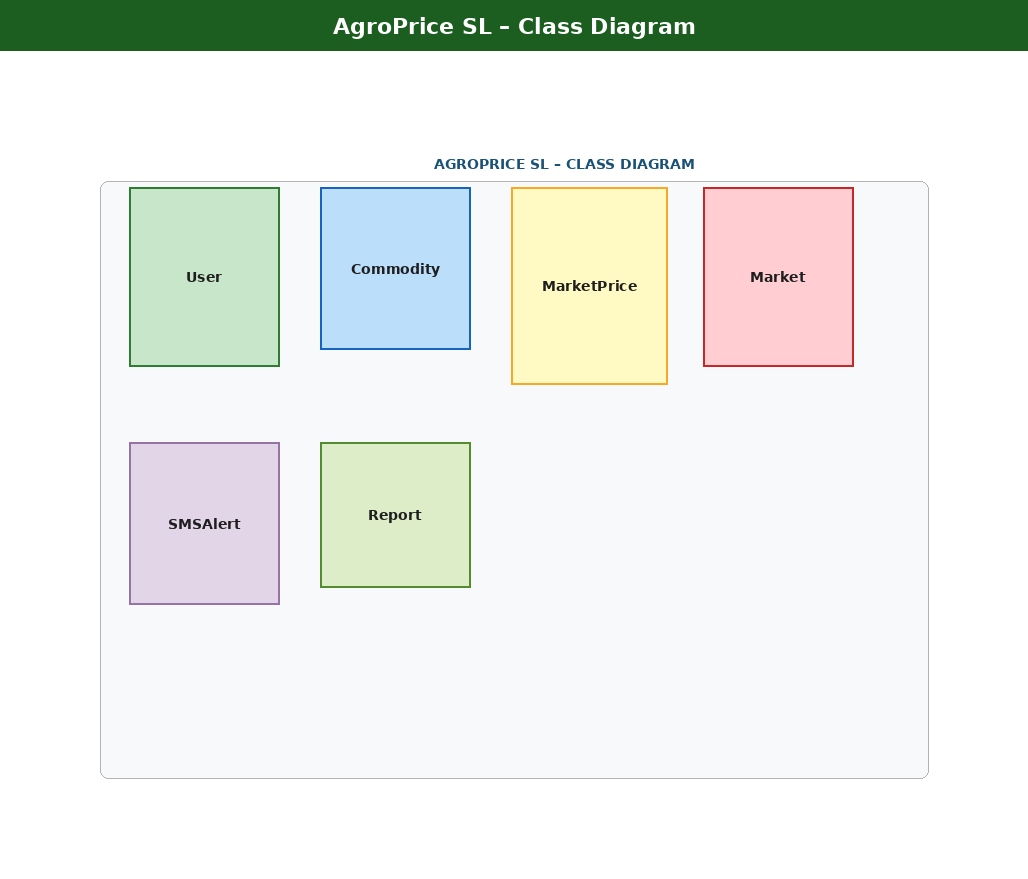 AgroPrice SL – Class Diagram
AGROPRICE SL – CLASS DIAGRAM
User
Commodity
MarketPrice
Market
SMSAlert
Report